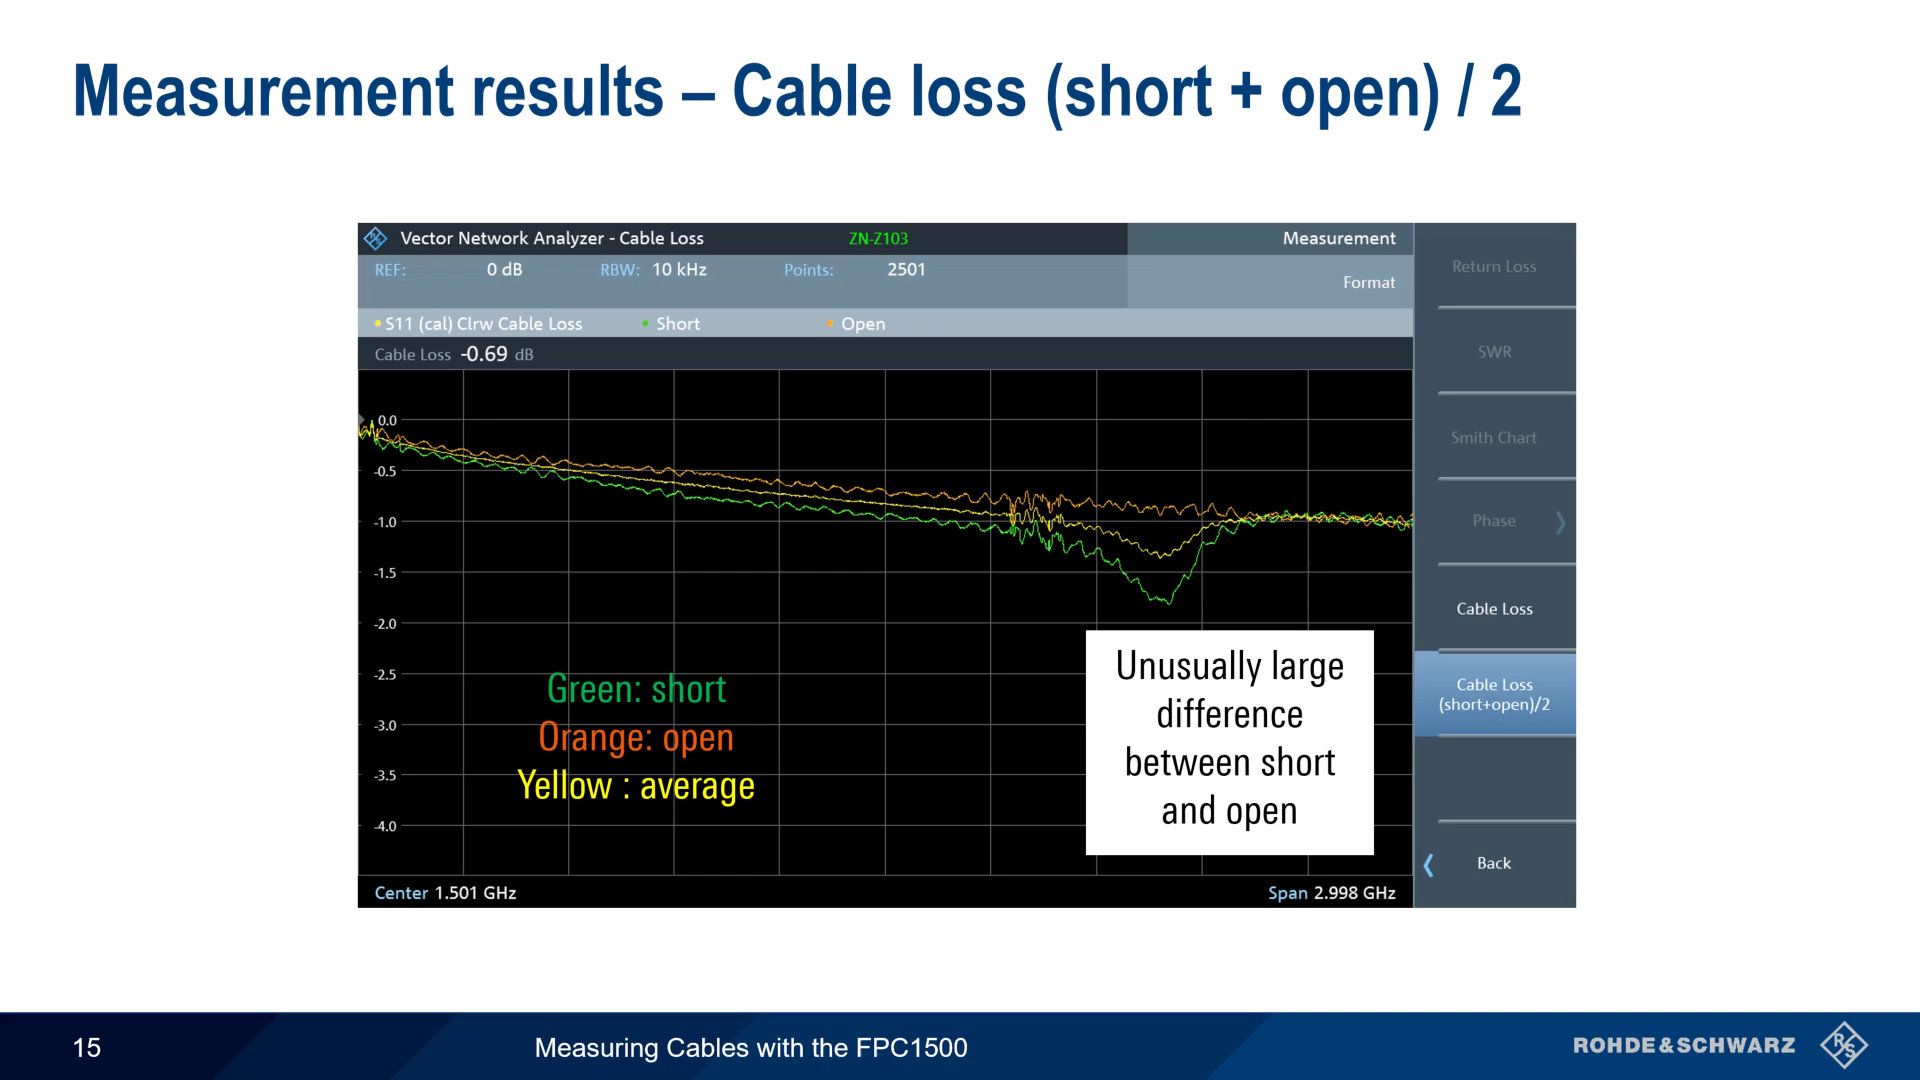 Measurement results – Cable loss (short + open) / 2
Vector Network Analyzer - Cable Loss ZN-Z103 Measurement
REF: 0 dB RBW: 10 kHz Points: 2501
Format
S11 (cal) Clrw Cable Loss Short Open
Cable Loss -0.69 dB
0.0
-0.5
-1.0
-1.5
-2.0
-2.5
-3.0
-3.5
-4.0
Green: short
Orange: open
Yellow : average
Unusually large
difference
between short
and open
Center 1.501 GHz Span 2.998 GHz
Return Loss
SWR
Smith Chart
Phase
Cable Loss
Cable Loss
(short+open)/2
Back
15 Measuring Cables with the FPC1500 ROHDE&SCHWARZ